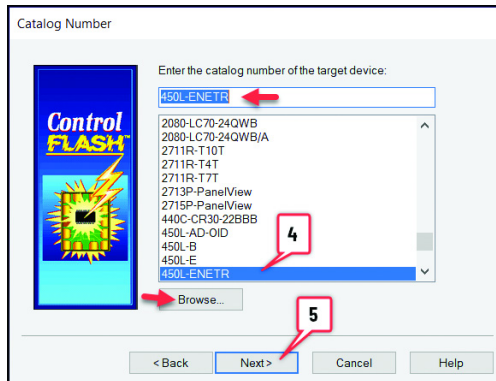 Catalog Number
Enter the catalog number of the target device:
450L-ENETR
Control
FLASH™
2080-LC70-24QWB
2080-LC70-24QWB/A
2711R-T10T
2711R-T4T
2711R-T7T
2713P-PanelView
2715P-PanelView
440C-CR30-22BBB
450L-AD-OID
450L-B
450L-E
450L-ENETR
4
Browse...
5
< Back
Next >
Cancel
Help